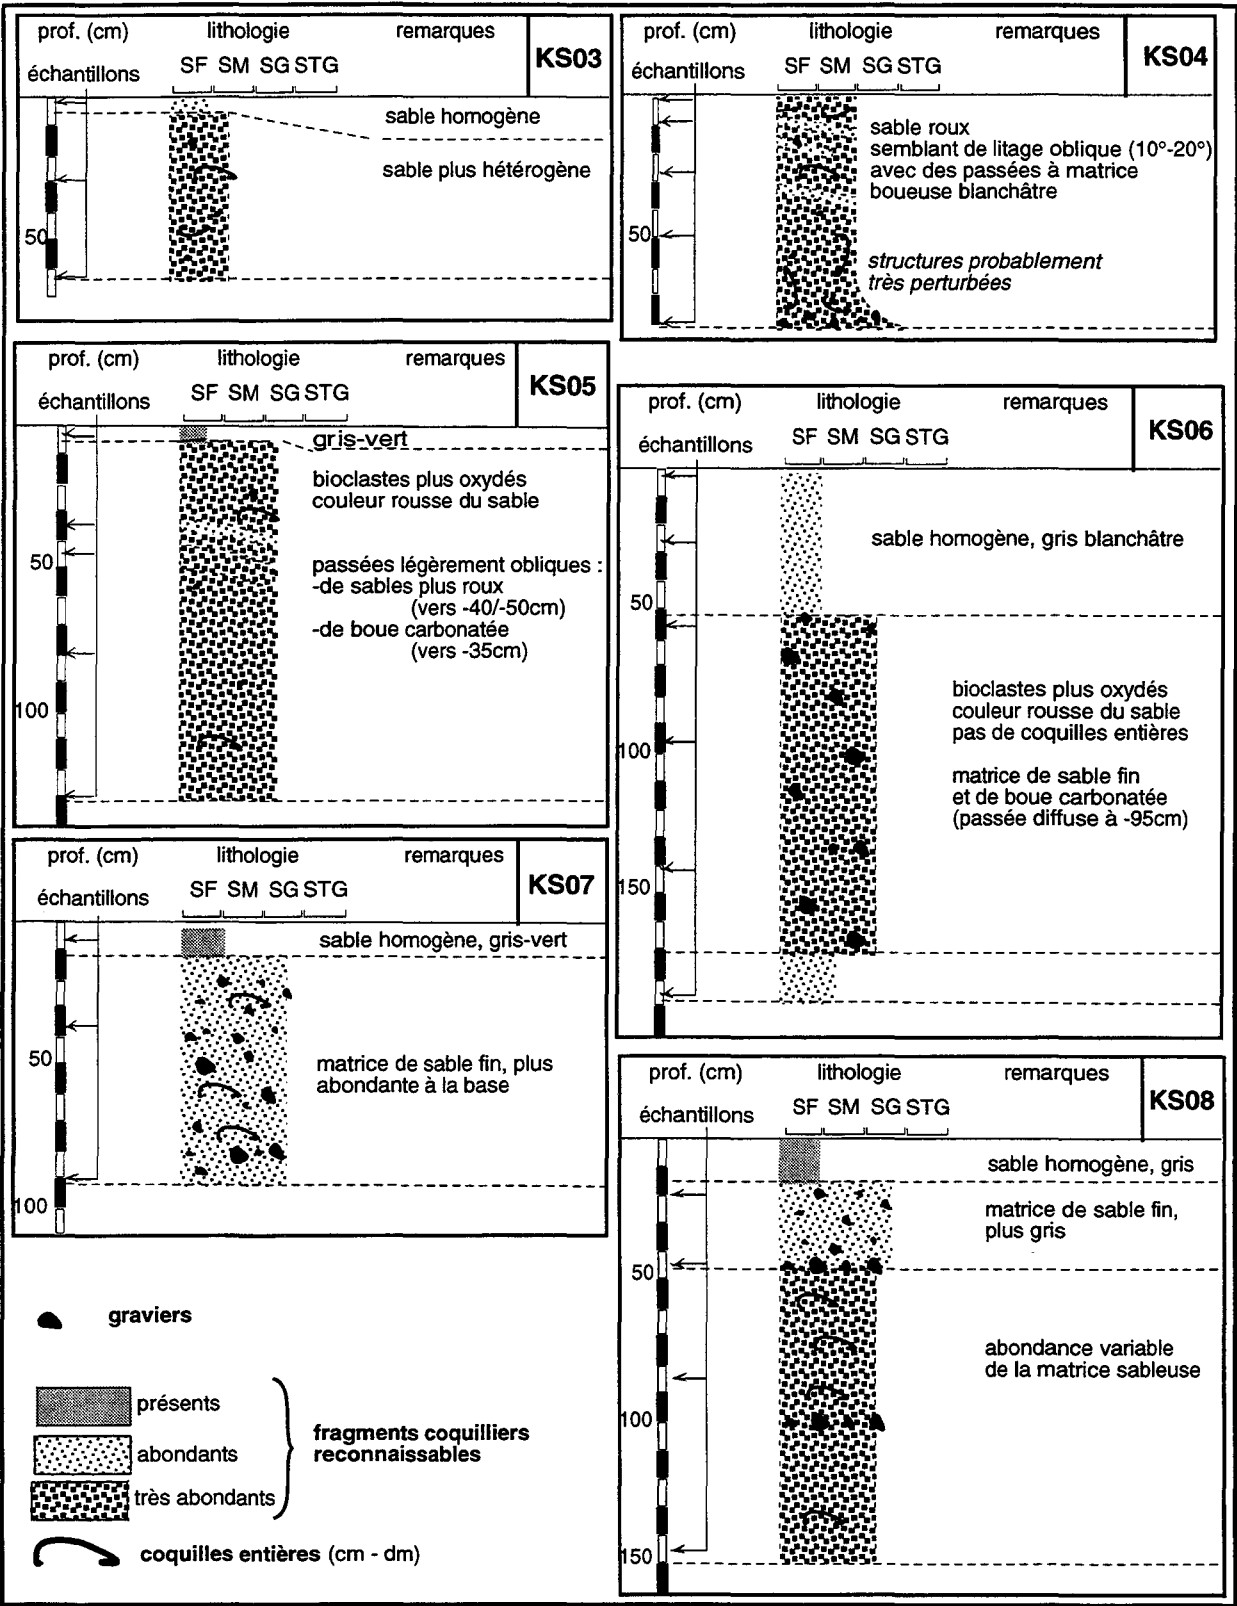 prof. (cm) lithologie remarques
KS03
échantillons SF SM SG STG
sable homogène
sable plus hétérogène
50
prof. (cm) lithologie remarques
KS04
échantillons SF SM SG STG
sable roux
semblant de litage oblique (10°-20°)
avec des passées à matrice
boueuse blanchâtre
50
structures probablement
très perturbées
prof. (cm) lithologie remarques
KS05
échantillons SF SM SG STG
gris-vert
bioclastes plus oxydés
couleur rousse du sable
50
passées légèrement obliques :
-de sables plus roux
(vers -40/-50cm)
-de boue carbonatée
(vers -35cm)
100
prof. (cm) lithologie remarques
KS06
échantillons SF SM SG STG
sable homogène, gris blanchâtre
50
bioclastes plus oxydés
couleur rousse du sable
pas de coquilles entières
100
matrice de sable fin
et de boue carbonatée
(passée diffuse à -95cm)
150
prof. (cm) lithologie remarques
KS07
échantillons SF SM SG STG
sable homogène, gris-vert
50
matrice de sable fin, plus
abondante à la base
100
prof. (cm) lithologie remarques
KS08
échantillons SF SM SG STG
sable homogène, gris
matrice de sable fin,
plus gris
50
abondance variable
de la matrice sableuse
100
150
graviers
présents
abondants
très abondants
fragments coquilliers
reconnaissables
coquilles entières (cm - dm)